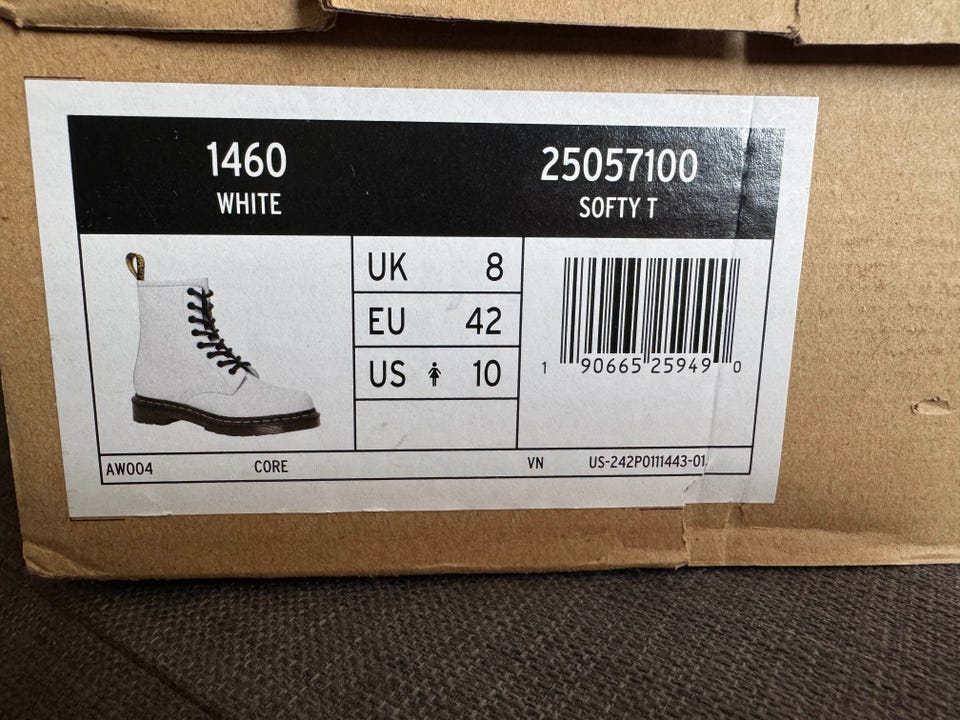 1460
WHITE
25057100
SOFTY T
UK 8
EU 42
US 10
1 90665 25949 0
AW004 CORE VN US-242P0111443-01